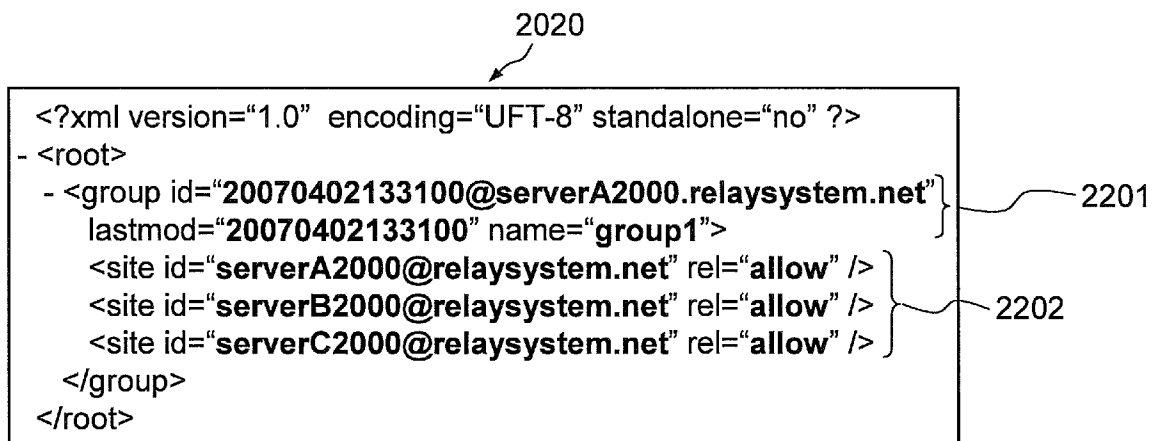 2020
<?xml version=“1.0” encoding=“UFT-8” standalone=“no” ?>
- <root>
- <group id=“20070402133100@serverA2000.relaysystem.net”
lastmod=“20070402133100” name=“group1”>
2201
<site id=“serverA2000@relaysystem.net” rel=“allow” />
<site id=“serverB2000@relaysystem.net” rel=“allow” />
<site id=“serverC2000@relaysystem.net” rel=“allow” />
2202
</group>
</root>